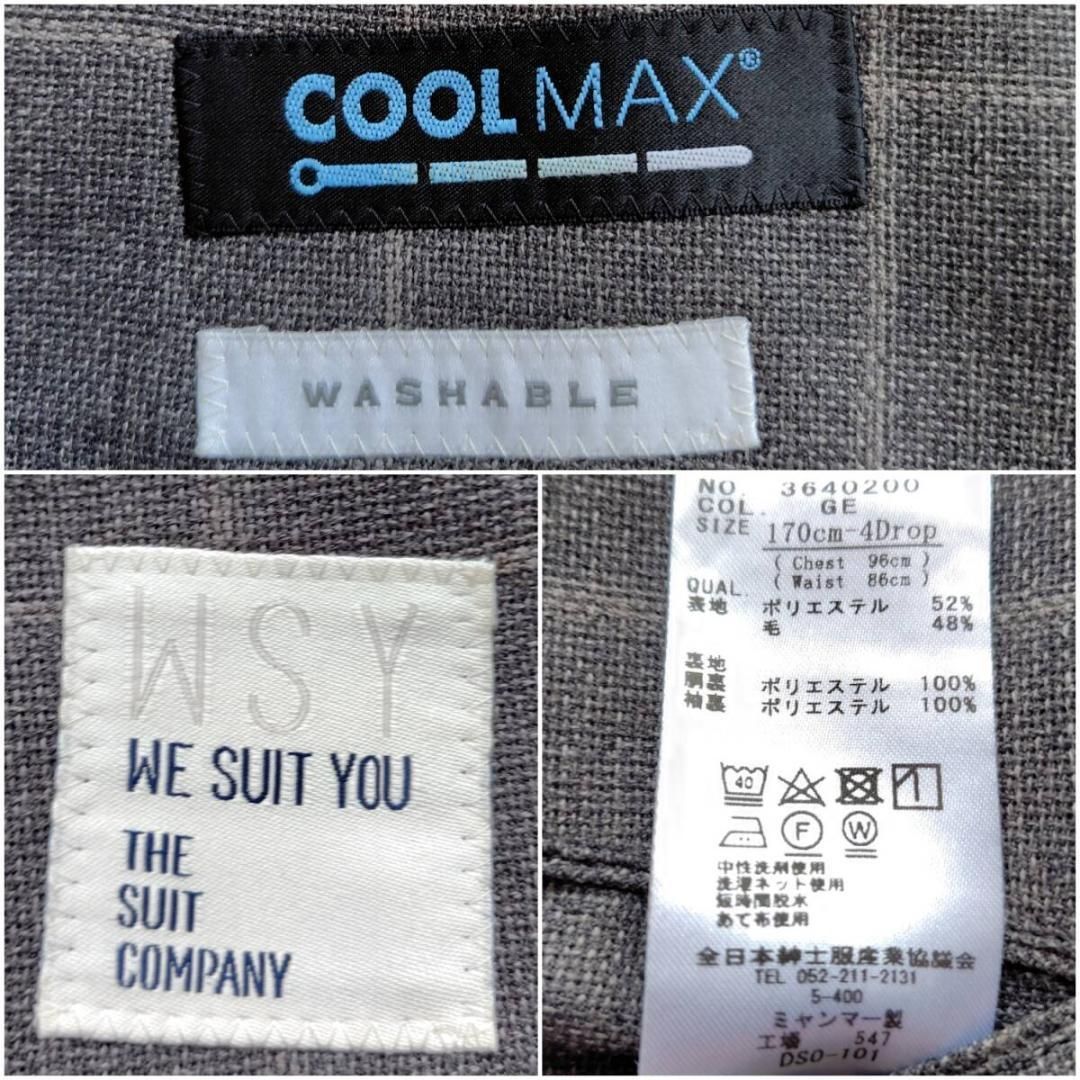 COOLMAX®
WASHABLE
WSY
WE SUIT YOU
THE
SUIT
COMPANY
NO. 3640200
COL. GE
SIZE 170cm-4Drop
( Chest 96cm )
( Waist 86cm )
QUAL.
表地 ポリエステル 52%
毛 48%
裏地
胴裏 ポリエステル 100%
袖裏 ポリエステル 100%
40
F W
中性洗剤使用
洗濯ネット使用
短時間脱水
あて布使用
全日本紳士服産業協議会
TEL 052-211-2131
5-400
ミャンマー製
工場 547
DSO-101